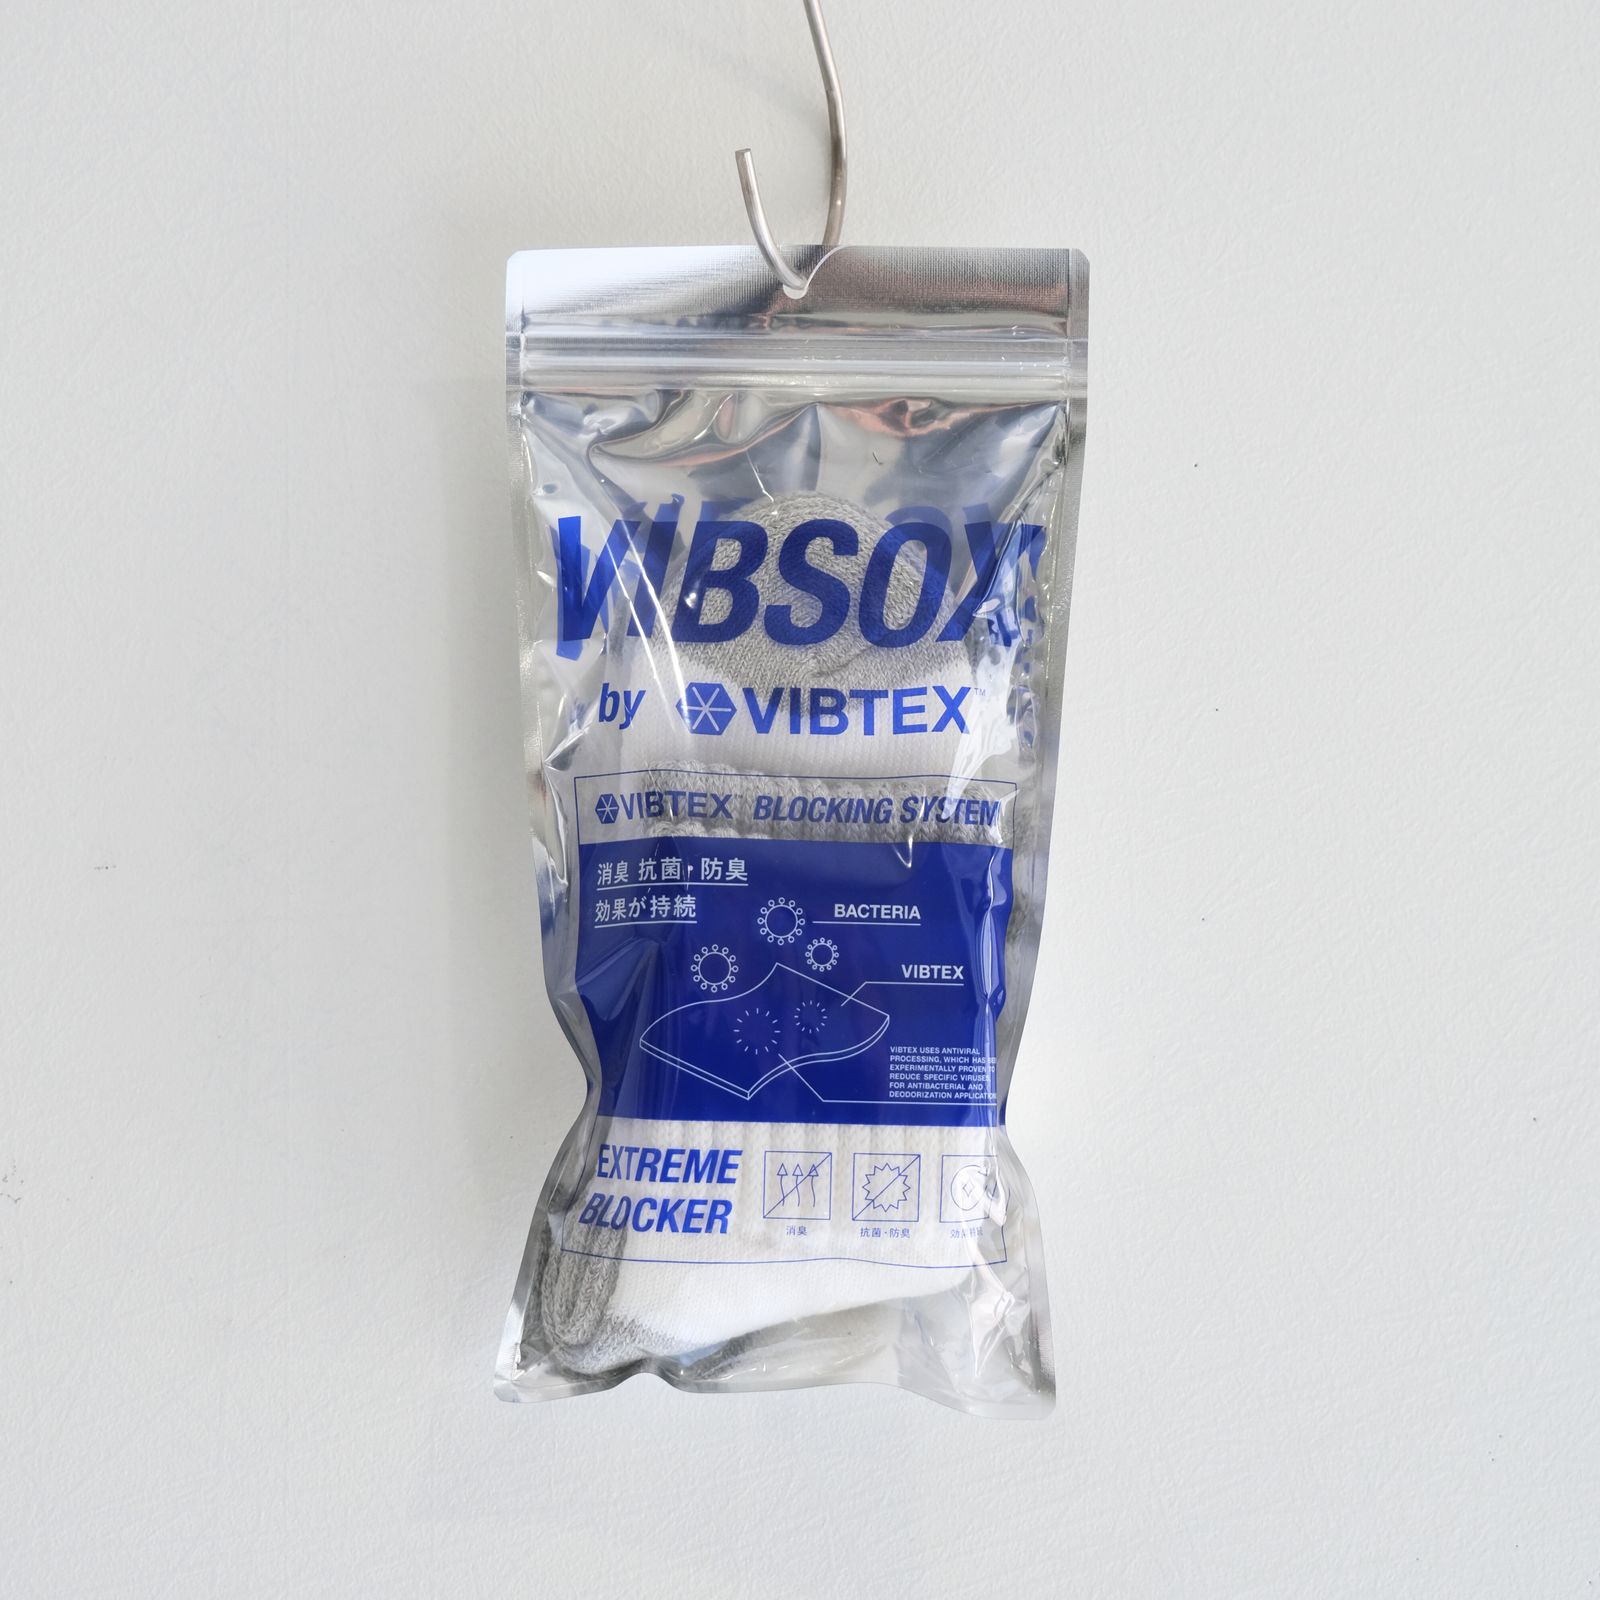 VIBSOX
by VIBTEX™
VIBTEX™ BLOCKING SYSTEM
消臭 抗菌・防臭
効果が持続
BACTERIA
VIBTEX
VIBTEX USES ANTIVIRAL
PROCESSING, WHICH HAS BEEN
EXPERIMENTALLY PROVEN TO
REDUCE SPECIFIC VIRUSES.
FOR ANTIBACTERIAL AND
DEODORIZATION APPLICATION
EXTREME
BLOCKER
消臭
抗菌・防臭